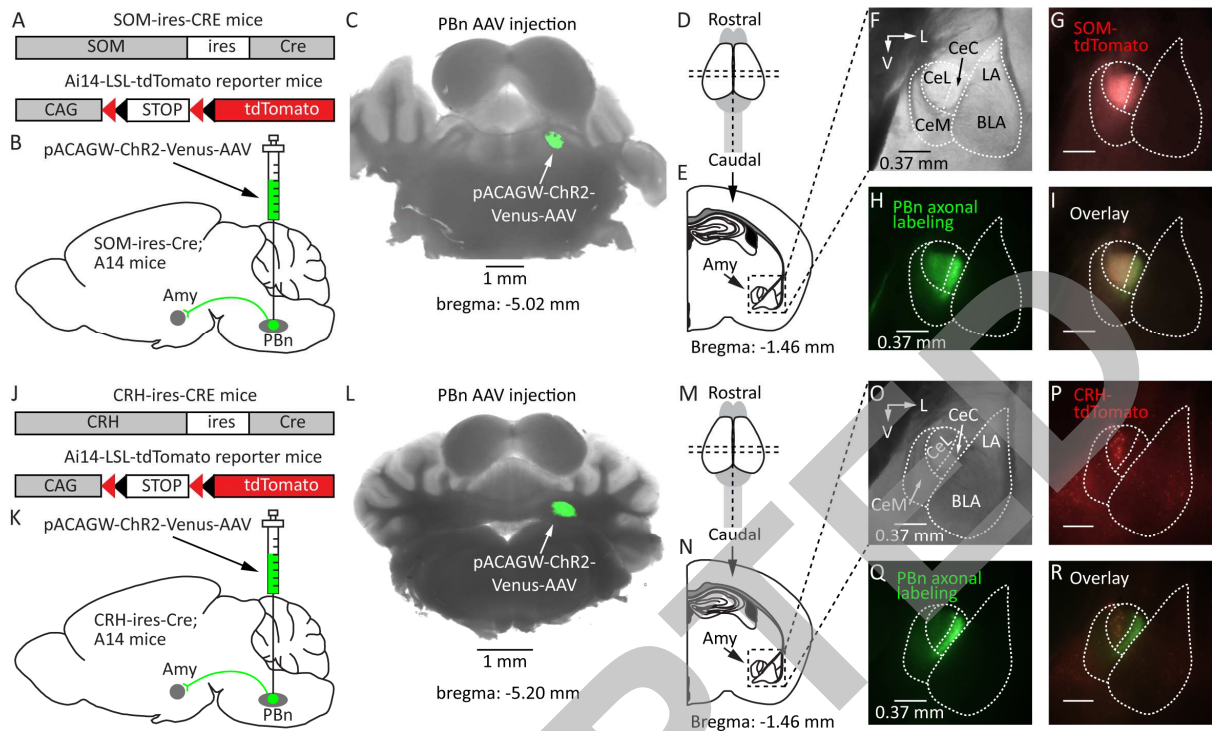 A
SOM-ires-CRE mice
SOM
ires
Cre
Ai14-LSL-tdTomato reporter mice
CAG
STOP
tdTomato
B
pACAGW-ChR2-Venus-AAV
SOM-ires-Cre;
A14 mice
Amy
PBn
C
PBn AAV injection
pACAGW-ChR2-
Venus-AAV
1 mm
bregma: -5.02 mm
D
Rostral
Caudal
E
Amy
Bregma: -1.46 mm
F
L
V
CeC
CeL
LA
CeM
BLA
0.37 mm
G
SOM-
tdTomato
H
PBn axonal
labeling
0.37 mm
I
Overlay
J
CRH-ires-CRE mice
CRH
ires
Cre
Ai14-LSL-tdTomato reporter mice
CAG
STOP
tdTomato
K
pACAGW-ChR2-Venus-AAV
CRH-ires-Cre;
A14 mice
Amy
PBn
L
PBn AAV injection
pACAGW-ChR2-
Venus-AAV
1 mm
bregma: -5.20 mm
M
Rostral
Caudal
N
Amy
Bregma: -1.46 mm
O
L
V
CeC
CeL
LA
CeM
BLA
0.37 mm
P
CRH-
tdTomato
Q
PBn axonal
labeling
0.37 mm
R
Overlay
PTED